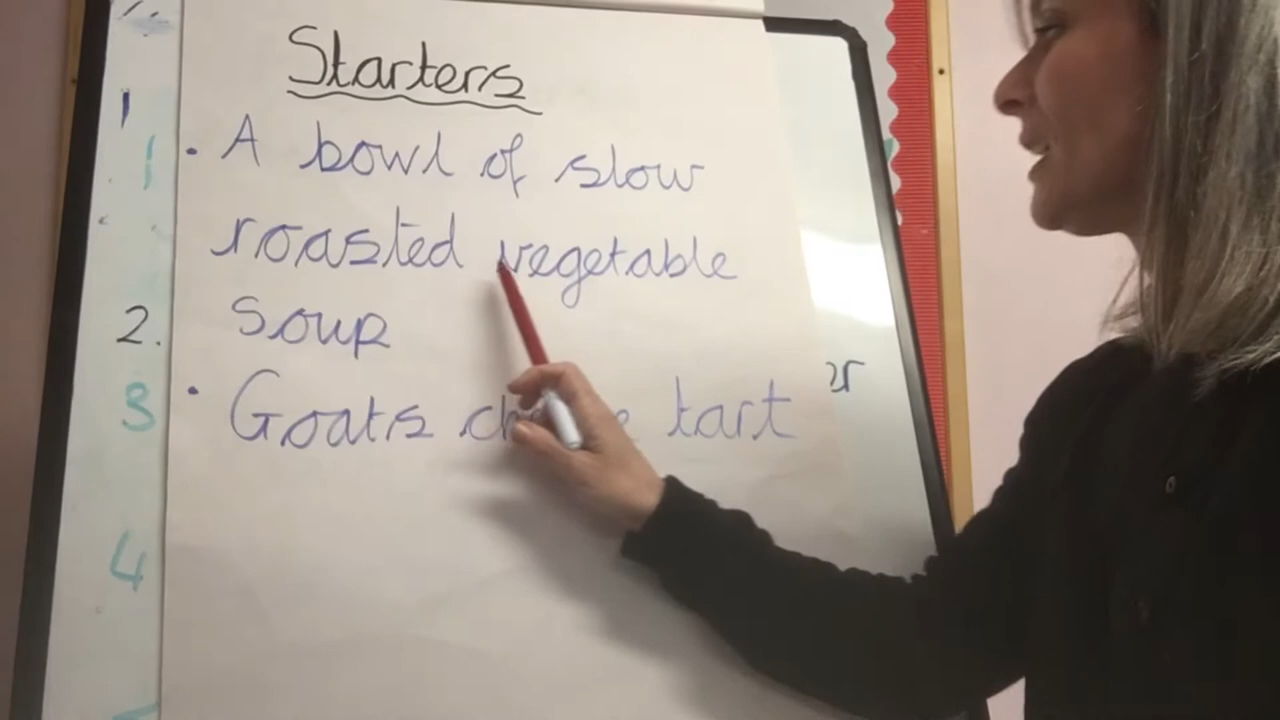 Starters
1
1 . A bowl of slow
roasted vegetable
2. soup
3 . Goats tart
4